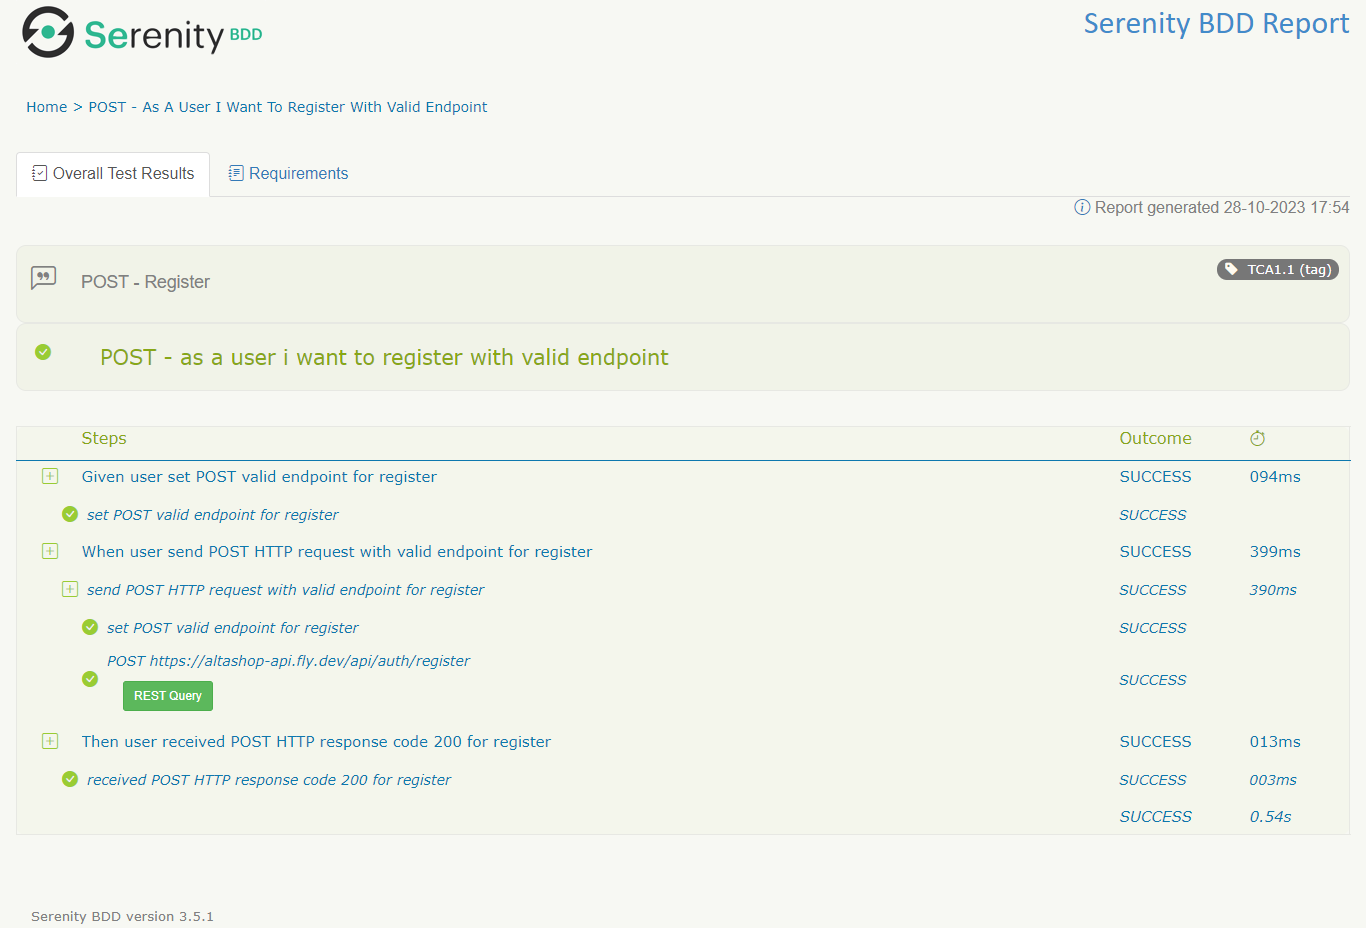 Serenity BDD
Serenity BDD Report
Home > POST - As A User I Want To Register With Valid Endpoint
Overall Test Results
Requirements
Report generated 28-10-2023 17:54
POST - Register
TCA1.1 (tag)
POST - as a user i want to register with valid endpoint
Steps Outcome
Given user set POST valid endpoint for register SUCCESS 094ms
set POST valid endpoint for register SUCCESS
When user send POST HTTP request with valid endpoint for register SUCCESS 399ms
send POST HTTP request with valid endpoint for register SUCCESS 390ms
set POST valid endpoint for register SUCCESS
POST https://altashop-api.fly.dev/api/auth/register
SUCCESS
REST Query
Then user received POST HTTP response code 200 for register SUCCESS 013ms
received POST HTTP response code 200 for register SUCCESS 003ms
SUCCESS 0.54s
Serenity BDD version 3.5.1